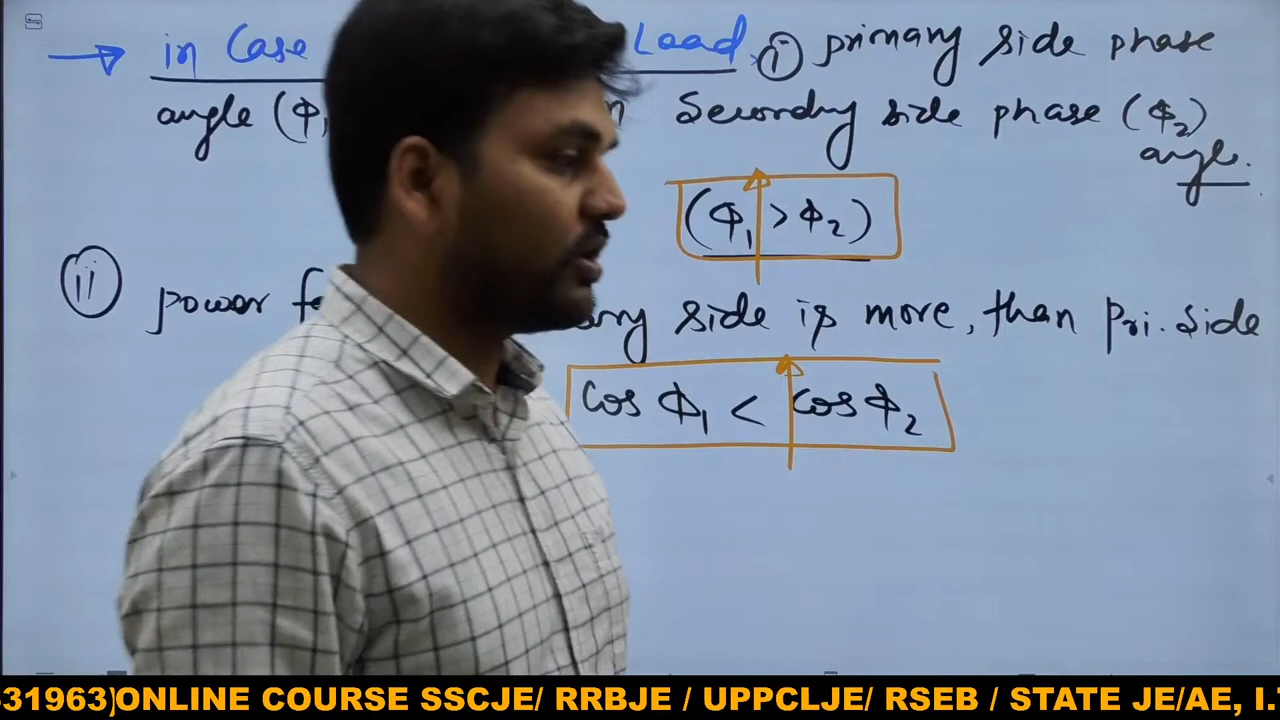 → in Case Load. (i) primary side phase
angle (Φ₁ Secondry side phase (Φ₂)
angle.
(Φ₁ > Φ₂)
(ii) power side is more, than Pri. side
Cos Φ₁ < Cos Φ₂
31963)ONLINE COURSE SSCJE/ RRBJE / UPPCLJE/ RSEB / STATE JE/AE, I.